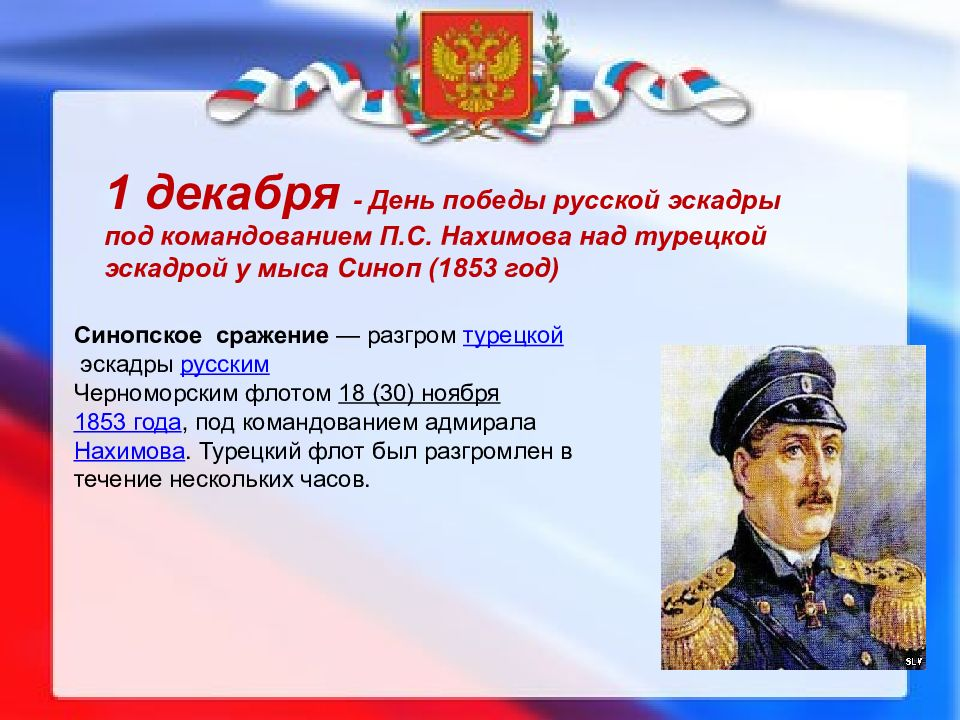 1 декабря - День победы русской эскадры
под командованием П.С. Нахимова над турецкой
эскадрой у мыса Синоп (1853 год)
Синопское сражение — разгром турецкой
эскадры русским
Черноморским флотом 18 (30) ноября
1853 года, под командованием адмирала
Нахимова. Турецкий флот был разгромлен в
течение нескольких часов.
SLV